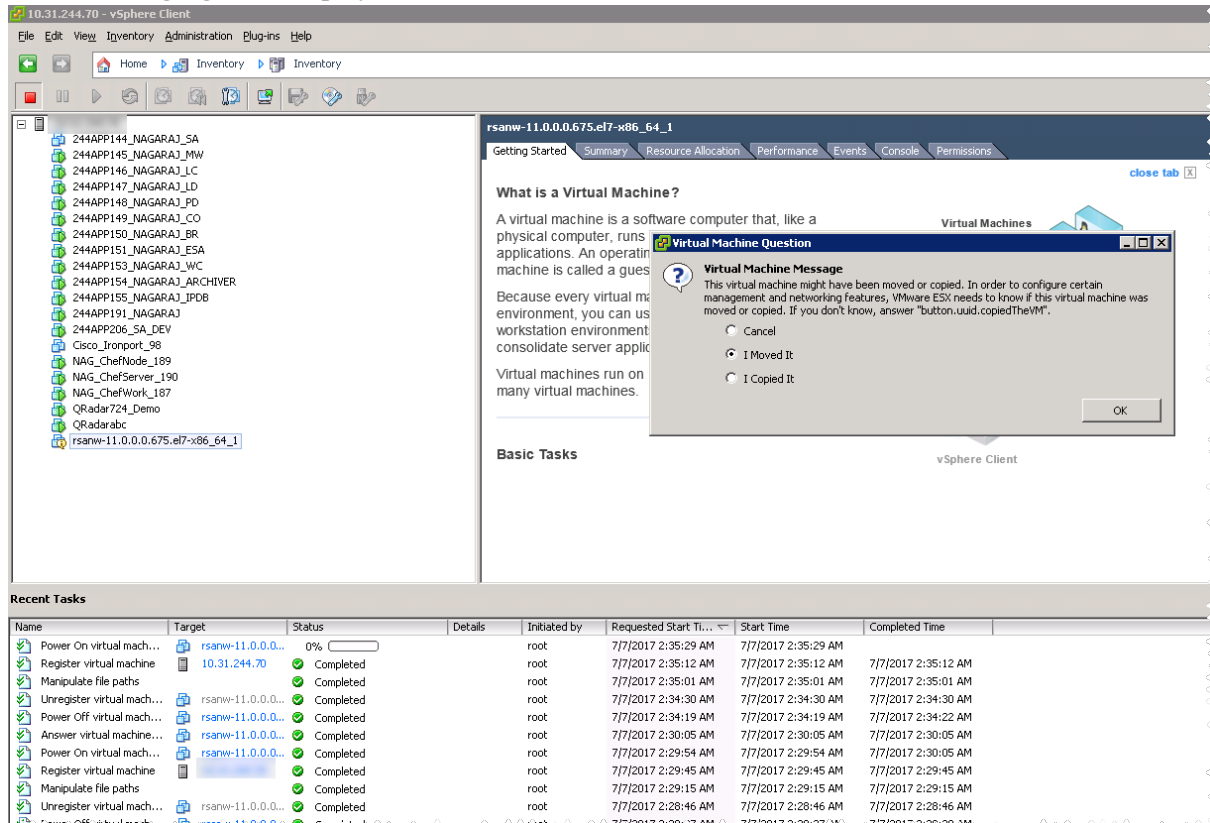 10.31.244.70 - vSphere Client
File Edit View Inventory Administration Plug-ins Help
Home Inventory Inventory
244APP144_NAGARAJ_SA
244APP145_NAGARAJ_MW
244APP146_NAGARAJ_LC
244APP147_NAGARAJ_LD
244APP148_NAGARAJ_PD
244APP149_NAGARAJ_CO
244APP150_NAGARAJ_BR
244APP151_NAGARAJ_ESA
244APP153_NAGARAJ_WC
244APP154_NAGARAJ_ARCHIVER
244APP155_NAGARAJ_IPDB
244APP191_NAGARAJ
244APP206_SA_DEV
Cisco_Ironport_98
NAG_ChefNode_189
NAG_ChefServer_190
NAG_ChefWork_187
QRadar724_Demo
QRadarabc
rsanw-11.0.0.0.675.el7-x86_64_1
rsanw-11.0.0.0.675.el7-x86_64_1
Getting Started Summary Resource Allocation Performance Events Console Permissions
close tab X
What is a Virtual Machine?
A virtual machine is a software computer that, like a
physical computer, runs
applications. An operatin
machine is called a gues
Because every virtual ma
environment, you can us
workstation environment
consolidate server applic
Virtual machines run on
many virtual machines.
Basic Tasks
Virtual Machines
vSphere Client
Virtual Machine Question
Virtual Machine Message
This virtual machine might have been moved or copied. In order to configure certain
management and networking features, VMware ESX needs to know if this virtual machine was
moved or copied. If you don't know, answer "button.uuid.copiedTheVM".
Cancel
I Moved It
I Copied It
OK
Recent Tasks
Name Target Status Details Initiated by Requested Start Ti... Start Time Completed Time
Power On virtual mach... rsanw-11.0.0.0... 0% root 7/7/2017 2:35:29 AM 7/7/2017 2:35:29 AM
Register virtual machine 10.31.244.70 Completed root 7/7/2017 2:35:12 AM 7/7/2017 2:35:12 AM 7/7/2017 2:35:12 AM
Manipulate file paths Completed root 7/7/2017 2:35:01 AM 7/7/2017 2:35:01 AM 7/7/2017 2:35:01 AM
Unregister virtual mach... rsanw-11.0.0.0... Completed root 7/7/2017 2:34:30 AM 7/7/2017 2:34:30 AM 7/7/2017 2:34:30 AM
Power Off virtual mach... rsanw-11.0.0.0... Completed root 7/7/2017 2:34:19 AM 7/7/2017 2:34:19 AM 7/7/2017 2:34:22 AM
Answer virtual machine... rsanw-11.0.0.0... Completed root 7/7/2017 2:30:05 AM 7/7/2017 2:30:05 AM 7/7/2017 2:30:05 AM
Power On virtual mach... rsanw-11.0.0.0... Completed root 7/7/2017 2:29:54 AM 7/7/2017 2:29:54 AM 7/7/2017 2:30:05 AM
Register virtual machine Completed root 7/7/2017 2:29:45 AM 7/7/2017 2:29:45 AM 7/7/2017 2:29:45 AM
Manipulate file paths Completed root 7/7/2017 2:29:15 AM 7/7/2017 2:29:15 AM 7/7/2017 2:29:15 AM
Unregister virtual mach... rsanw-11.0.0.0... Completed root 7/7/2017 2:28:46 AM 7/7/2017 2:28:46 AM 7/7/2017 2:28:46 AM